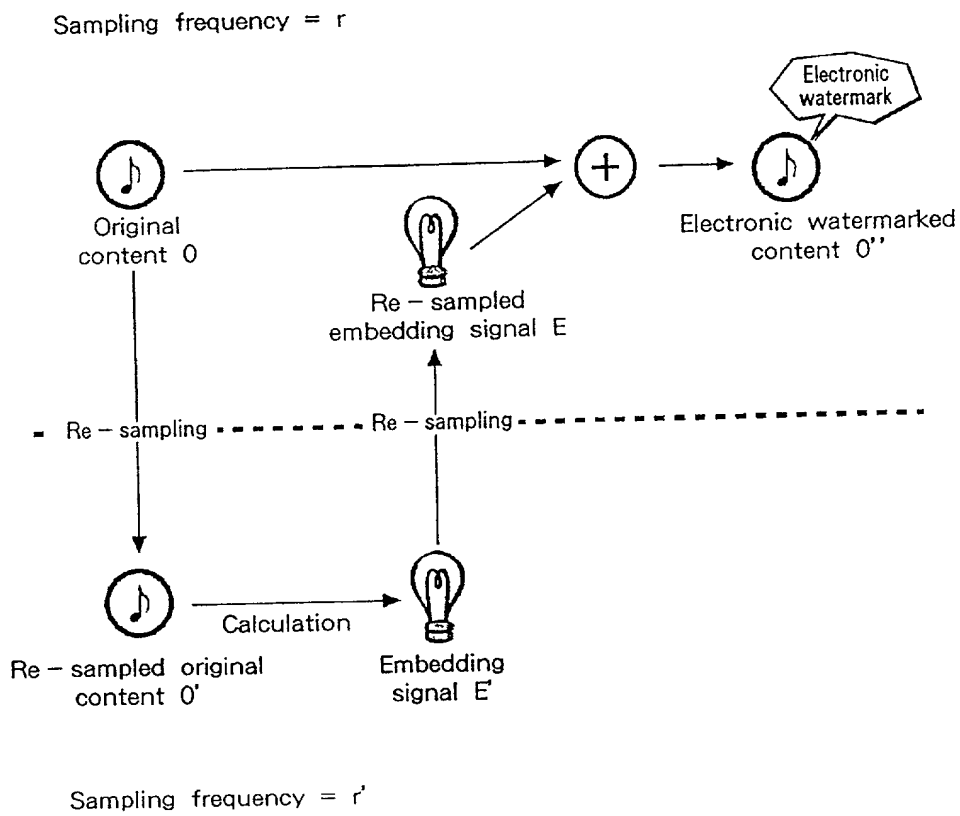 Sampling frequency = r
Electronic
watermark
Original
content O
Electronic watermarked
content O''
Re − sampled
embedding signal E
Re − sampling
Re − sampling
Calculation
Re − sampled original
content O'
Embedding
signal E'
Sampling frequency = r'